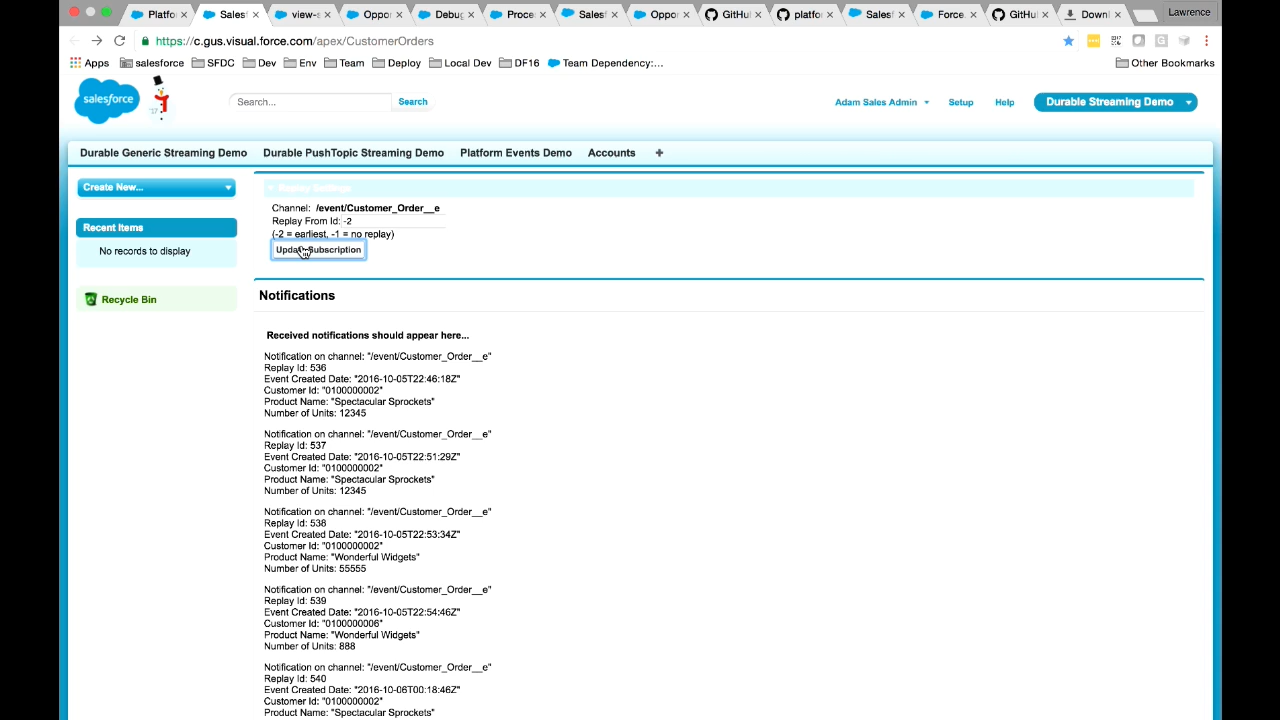 Platfo
Sales
view-s
Oppor
Debu
Proce
Sales
Oppor
GitHu
platfo
Sales
Force
GitHu
Downl
Lawrence
https://c.gus.visual.force.com/apex/CustomerOrders
Apps salesforce SFDC Dev Env Team Deploy Local Dev DF16 Team Dependency:... Other Bookmarks
salesforce
Search... Search
Adam Sales Admin Setup Help Durable Streaming Demo
Durable Generic Streaming Demo Durable PushTopic Streaming Demo Platform Events Demo Accounts +
Create New...
Recent Items
No records to display
Recycle Bin
Replay Settings
Channel: /event/Customer_Order__e
Replay From Id: -2
(-2 = earliest, -1 = no replay)
Update Subscription
Notifications
Received notifications should appear here...
Notification on channel: "/event/Customer_Order__e"
Replay Id: 536
Event Created Date: "2016-10-05T22:46:18Z"
Customer Id: "0100000002"
Product Name: "Spectacular Sprockets"
Number of Units: 12345
Notification on channel: "/event/Customer_Order__e"
Replay Id: 537
Event Created Date: "2016-10-05T22:51:29Z"
Customer Id: "0100000002"
Product Name: "Spectacular Sprockets"
Number of Units: 12345
Notification on channel: "/event/Customer_Order__e"
Replay Id: 538
Event Created Date: "2016-10-05T22:53:34Z"
Customer Id: "0100000002"
Product Name: "Wonderful Widgets"
Number of Units: 55555
Notification on channel: "/event/Customer_Order__e"
Replay Id: 539
Event Created Date: "2016-10-05T22:54:46Z"
Customer Id: "0100000006"
Product Name: "Wonderful Widgets"
Number of Units: 888
Notification on channel: "/event/Customer_Order__e"
Replay Id: 540
Event Created Date: "2016-10-06T00:18:46Z"
Customer Id: "0100000002"
Product Name: "Spectacular Sprockets"